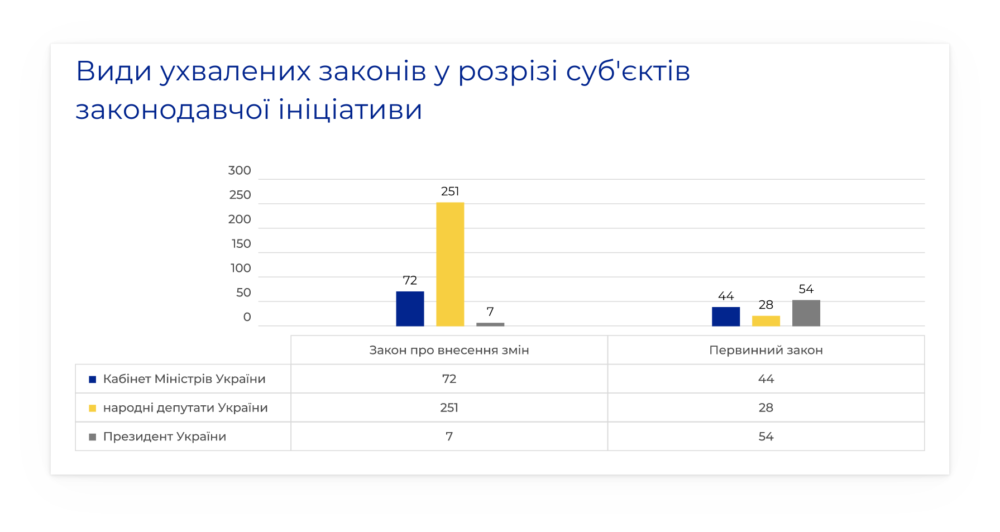 Види ухвалених законів у розрізі суб'єктів
законодавчої ініціативи
300
250
200
150
100
50
0
72
251
7
44
28
54
Закон про внесення змін
Первинний закон
Кабінет Міністрів України 72 44
народні депутати України 251 28
Президент України 7 54